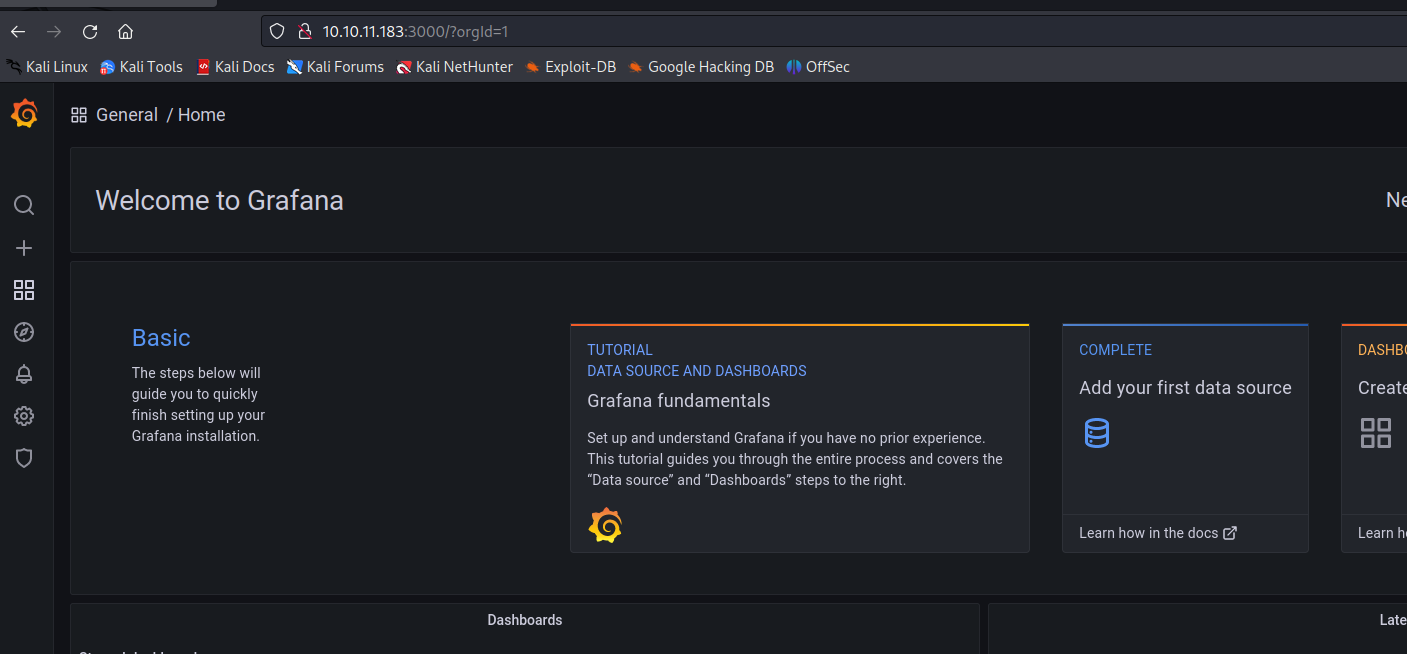 10.10.11.183:3000/?orgId=1
Kali Linux Kali Tools Kali Docs Kali Forums Kali NetHunter Exploit-DB Google Hacking DB OffSec
General / Home
Welcome to Grafana
Basic
The steps below will
guide you to quickly
finish setting up your
Grafana installation.
TUTORIAL
DATA SOURCE AND DASHBOARDS
Grafana fundamentals
Set up and understand Grafana if you have no prior experience.
This tutorial guides you through the entire process and covers the
“Data source” and “Dashboards” steps to the right.
COMPLETE
Add your first data source
Learn how in the docs
DASHBO
Create
Learn h
Dashboards
Late